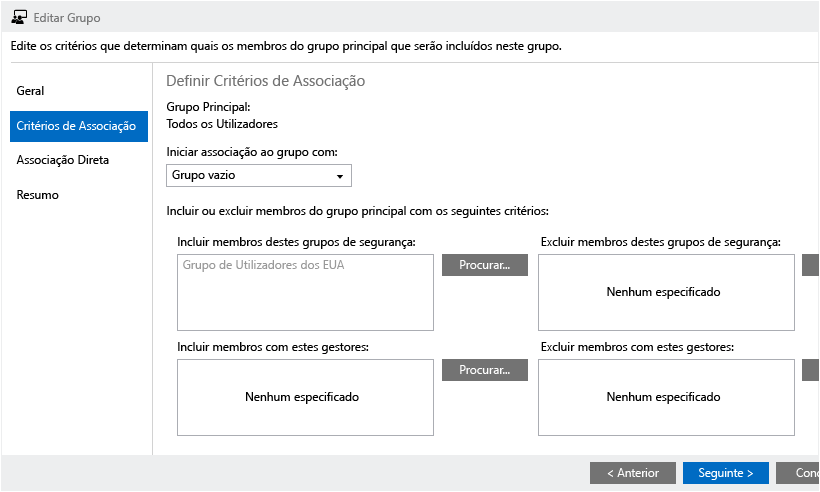 Editar Grupo
Edite os critérios que determinam quais os membros do grupo principal que serão incluídos neste grupo.
Geral
Critérios de Associação
Associação Direta
Resumo
Definir Critérios de Associação
Grupo Principal:
Todos os Utilizadores
Iniciar associação ao grupo com:
Grupo vazio
Incluir ou excluir membros do grupo principal com os seguintes critérios:
Incluir membros destes grupos de segurança:
Grupo de Utilizadores dos EUA
Procurar...
Excluir membros destes grupos de segurança:
Nenhum especificado
Incluir membros com estes gestores:
Nenhum especificado
Procurar...
Excluir membros com estes gestores:
Nenhum especificado
< Anterior
Seguinte >